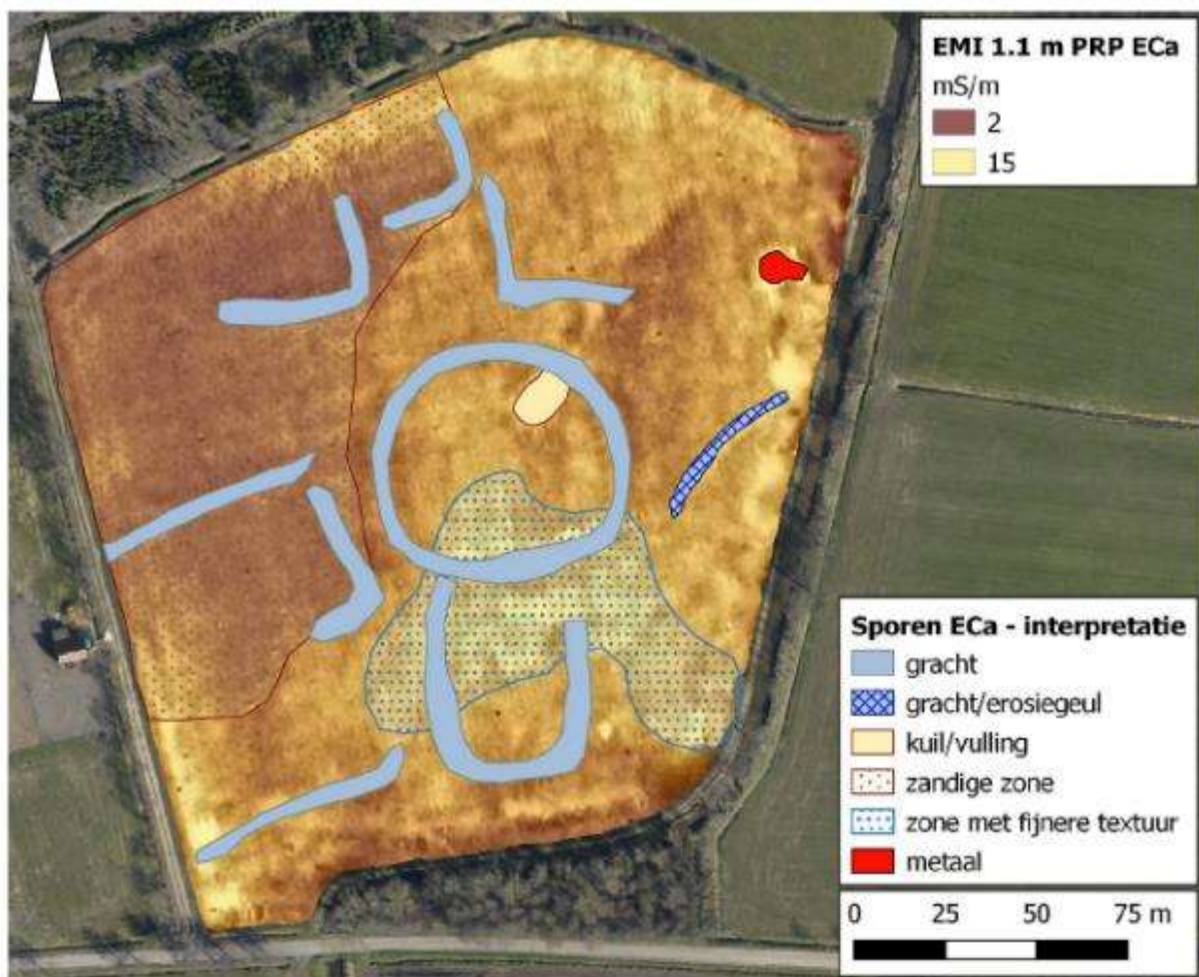 EMI 1.1 m PRP ECa
mS/m
2
15
Sporen ECa - interpretatie
gracht
gracht/erosiegeul
kuil/vulling
zandige zone
zone met fijnere textuur
metaal
0 25 50 75 m